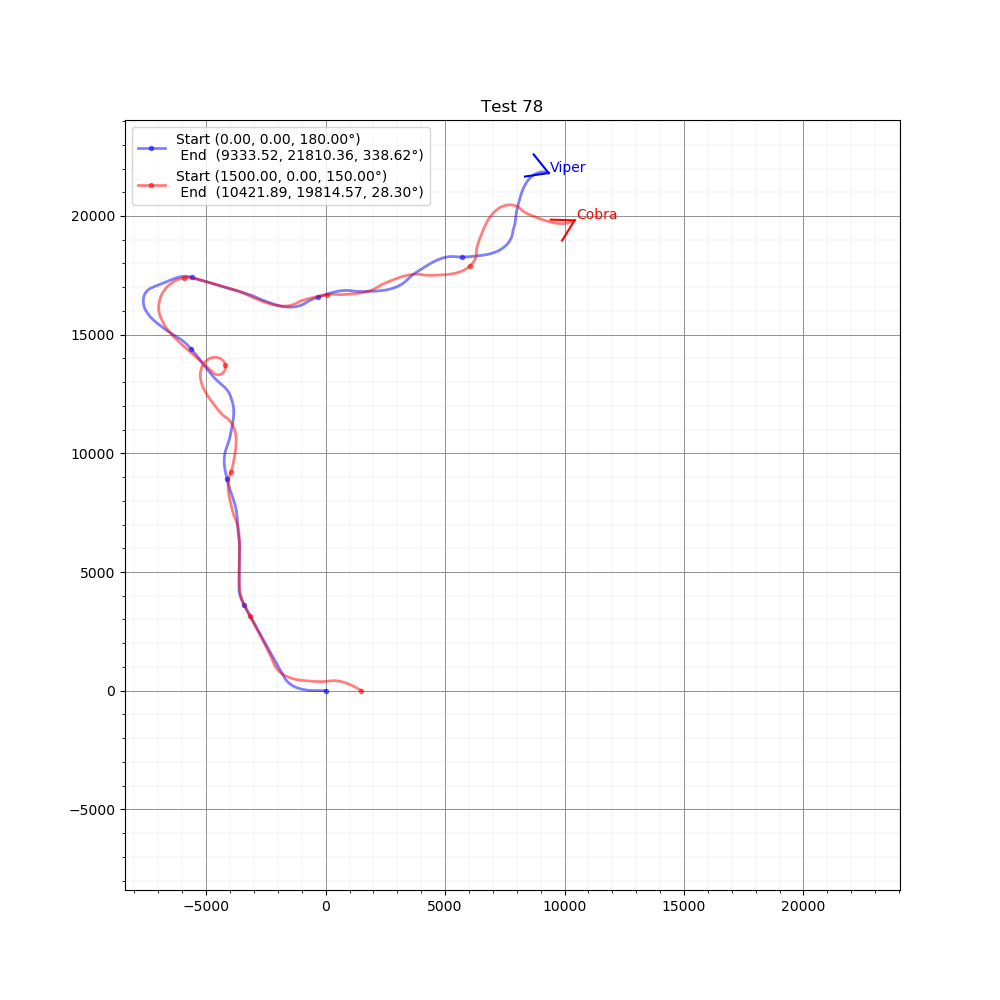 Test 78
Start (0.00, 0.00, 180.00°)
End (9333.52, 21810.36, 338.62°)
Start (1500.00, 0.00, 150.00°)
End (10421.89, 19814.57, 28.30°)
Viper
Cobra
20000
15000
10000
5000
0
−5000
−5000
0
5000
10000
15000
20000